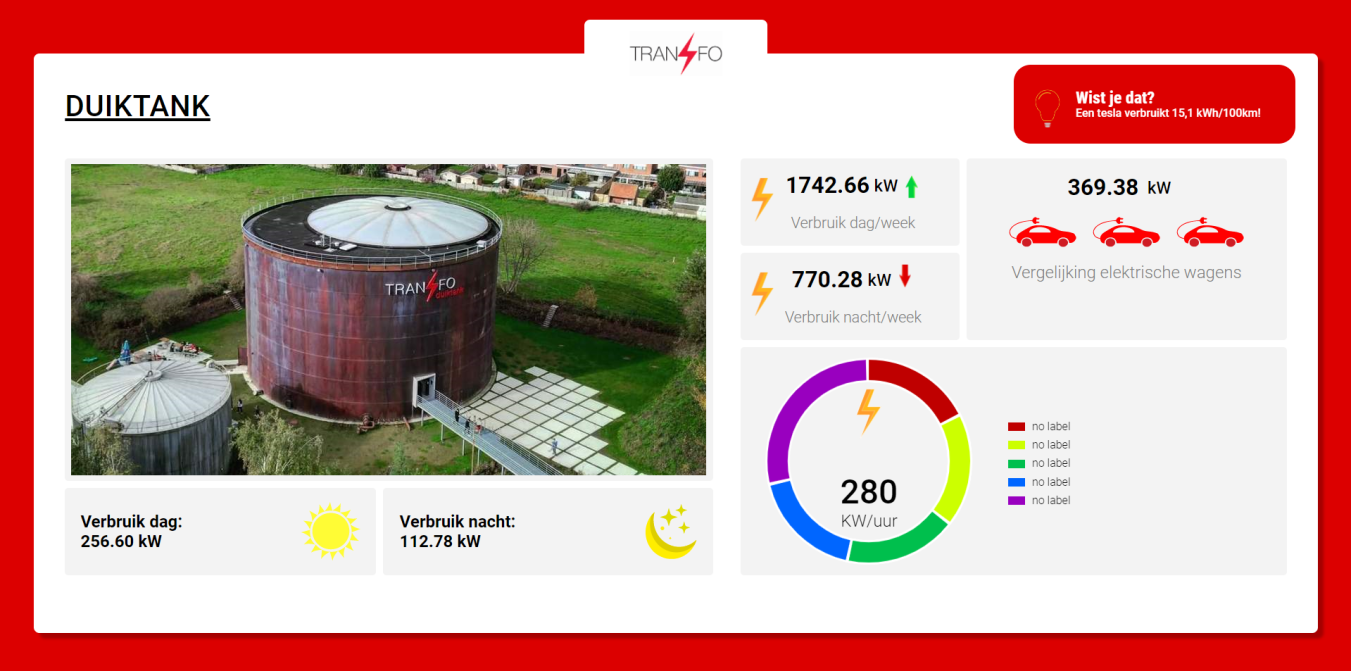 TRANSFO
DUIKTANK
Wist je dat?
Een tesla verbruikt 15,1 kWh/100km!
TRANSFO
duiktank
1742.66 kW
Verbruik dag/week
770.28 kW
Verbruik nacht/week
369.38 kW
Vergelijking elektrische wagens
Verbruik dag:
256.60 kW
Verbruik nacht:
112.78 kW
280
KW/uur
no label
no label
no label
no label
no label